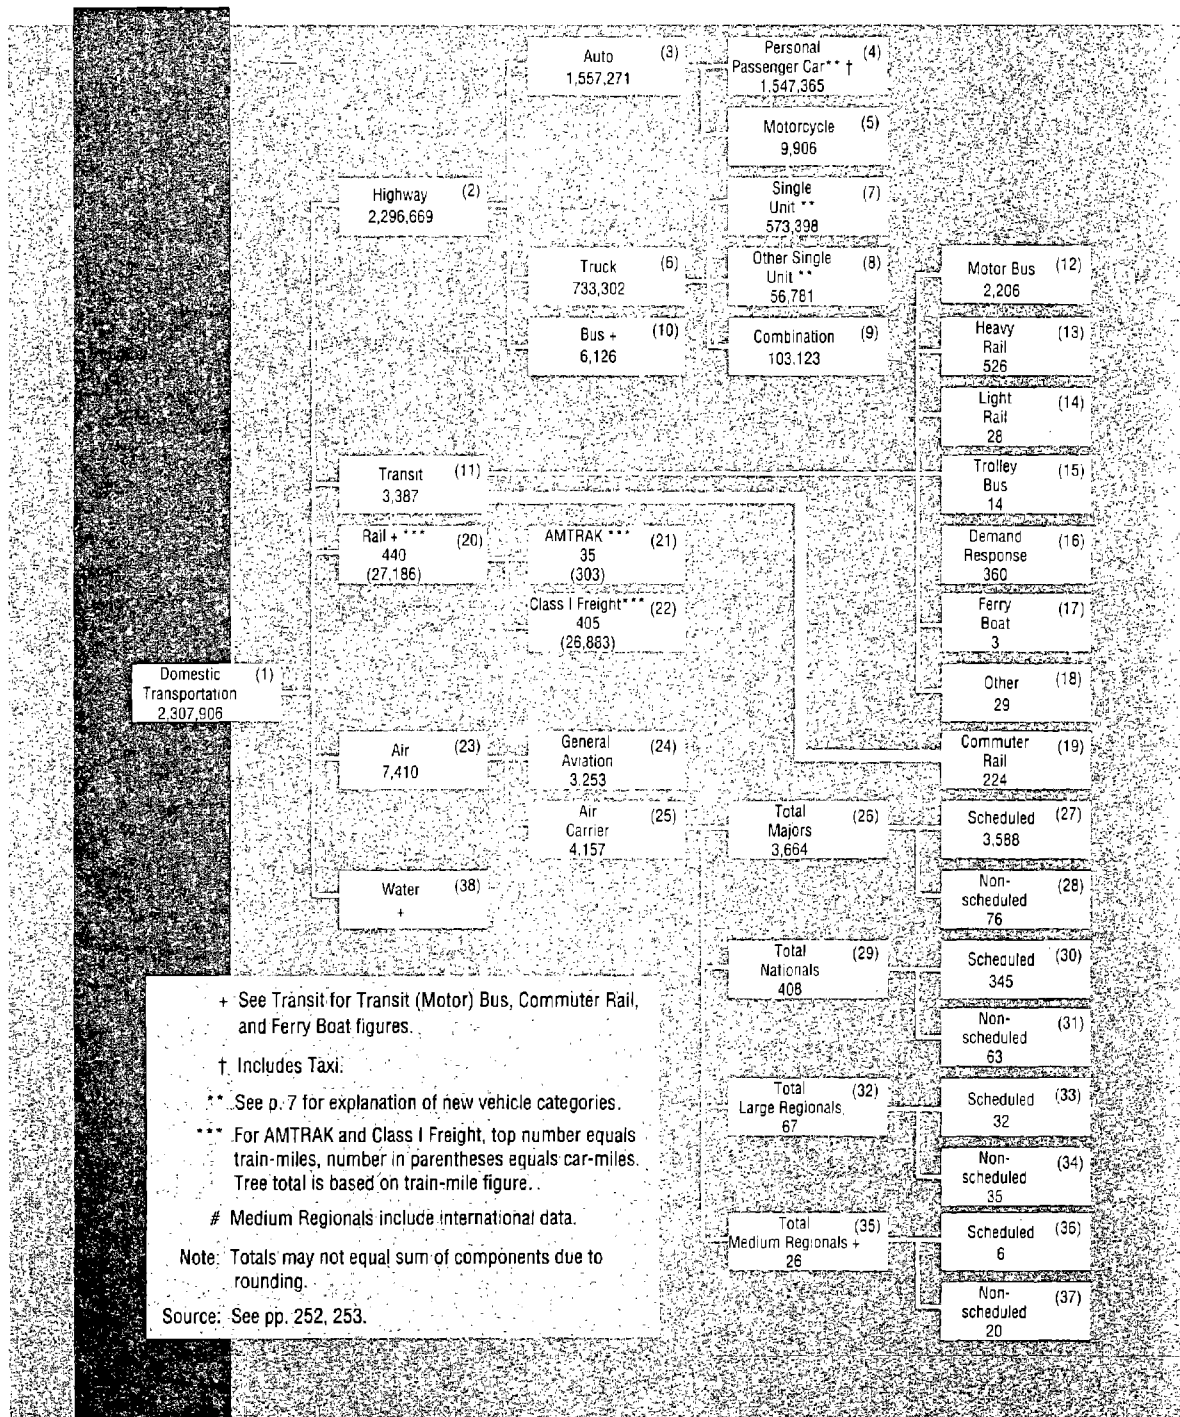 Auto (3)
1,557,271
Personal (4)
Passenger Car** †
1,547,365
Motorcycle (5)
9,906
Highway (2)
2,296,669
Single (7)
Unit **
573,398
Truck (6)
733,302
Other Single (8)
Unit **
56,781
Motor Bus (12)
2,206
Bus + (10)
6,126
Combination (9)
103,123
Heavy (13)
Rail
526
Light (14)
Rail
28
Transit (11)
3,387
Trolley (15)
Bus
14
Rail + *** (20)
440
(27,186)
AMTRAK *** (21)
35
(303)
Demand (16)
Response
360
Class I Freight*** (22)
405
(26,883)
Ferry (17)
Boat
3
Domestic (1)
Transportation
2,307,906
Other (18)
29
Air (23)
7,410
General (24)
Aviation
3,253
Commuter (19)
Rail
224
Air (25)
Carrier
4,157
Total (26)
Majors
3,664
Scheduled (27)
3,588
Water (38)
+
Non- (28)
scheduled
76
Total (29)
Nationals
408
Scheduled (30)
345
Non- (31)
scheduled
63
Total (32)
Large Regionals
67
Scheduled (33)
32
Non- (34)
scheduled
35
Total (35)
Medium Regionals +
26
Scheduled (36)
6
Non- (37)
scheduled
20
+ See Transit for Transit (Motor) Bus, Commuter Rail,
and Ferry Boat figures.
† Includes Taxi.
** See p. 7 for explanation of new vehicle categories.
*** For AMTRAK and Class I Freight, top number equals
train-miles, number in parentheses equals car-miles.
Tree total is based on train-mile figure.
# Medium Regionals include international data.
Note: Totals may not equal sum of components due to
rounding.
Source: See pp. 252, 253.